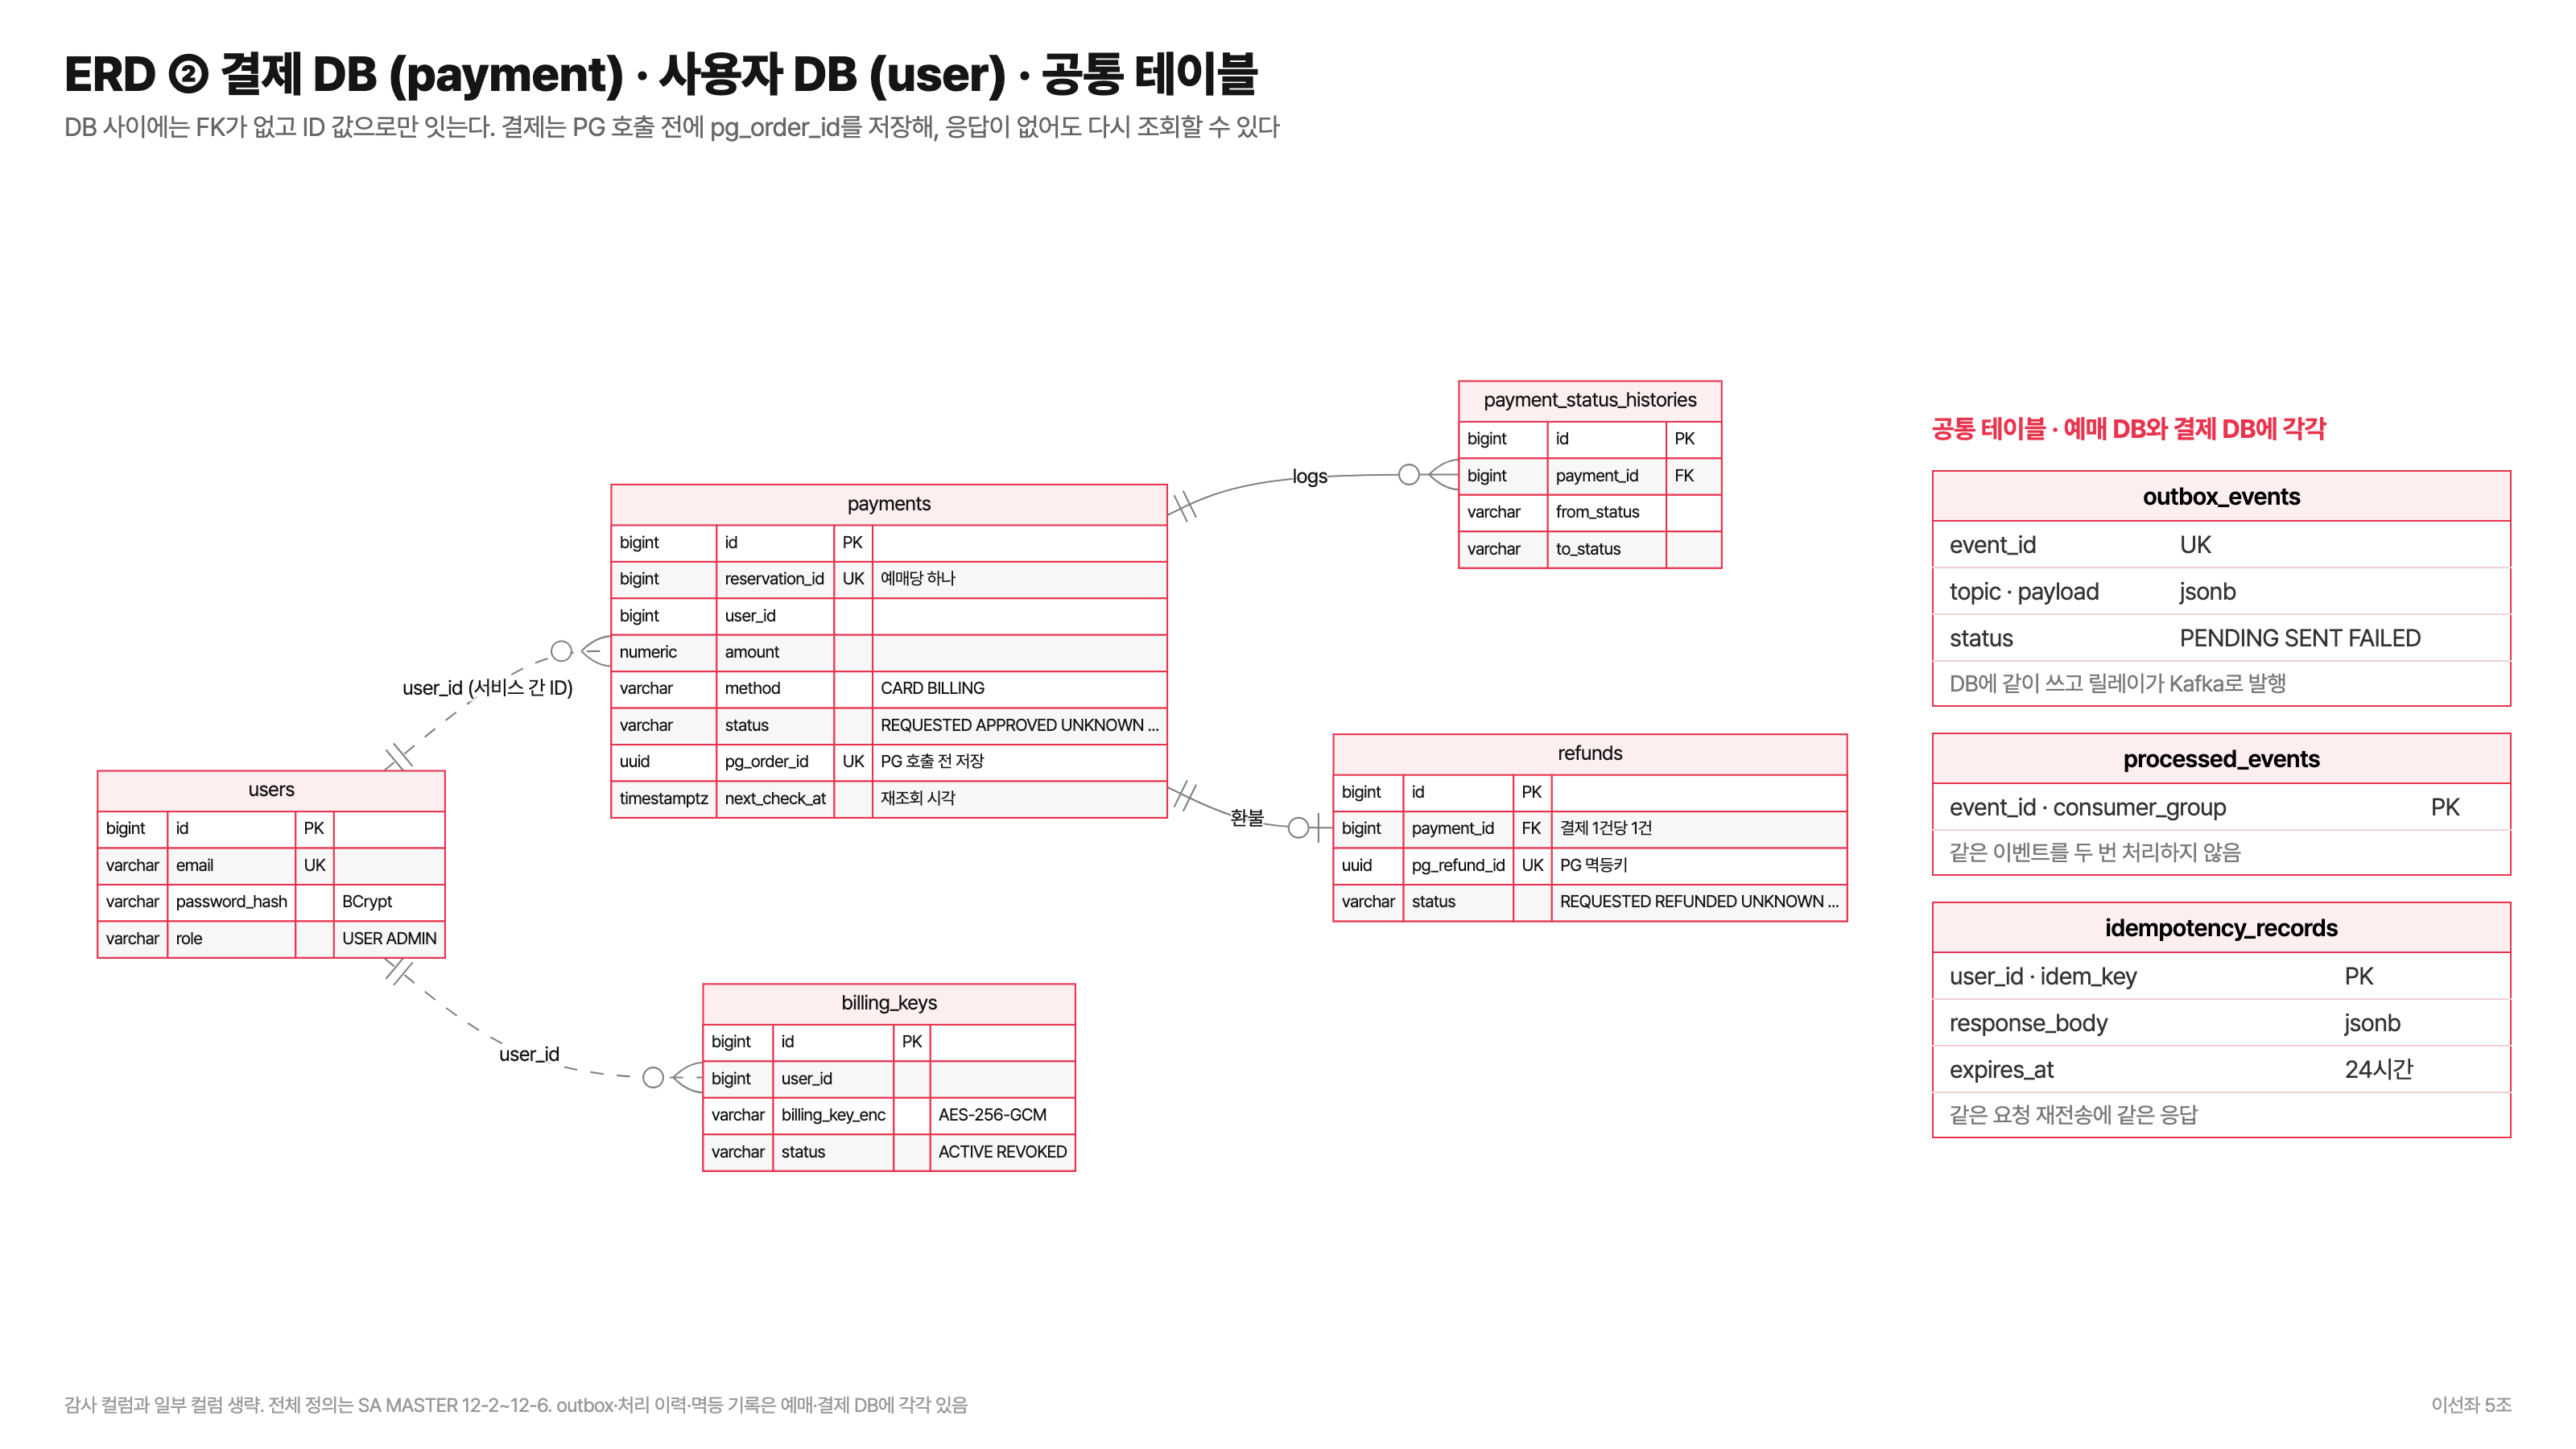 ERD ② 결제 DB (payment) · 사용자 DB (user) · 공통 테이블
DB 사이에는 FK가 없고 ID 값으로만 잇는다. 결제는 PG 호출 전에 pg_order_id를 저장해, 응답이 없어도 다시 조회할 수 있다
users
bigint id PK
varchar email UK
varchar password_hash BCrypt
varchar role USER ADMIN
user_id (서비스 간 ID)
user_id
payments
bigint id PK
bigint reservation_id UK 예매당 하나
bigint user_id
numeric amount
varchar method CARD BILLING
varchar status REQUESTED APPROVED UNKNOWN ...
uuid pg_order_id UK PG 호출 전 저장
timestamptz next_check_at 재조회 시각
billing_keys
bigint id PK
bigint user_id
varchar billing_key_enc AES-256-GCM
varchar status ACTIVE REVOKED
logs
환불
payment_status_histories
bigint id PK
bigint payment_id FK
varchar from_status
varchar to_status
refunds
bigint id PK
bigint payment_id FK 결제 1건당 1건
uuid pg_refund_id UK PG 멱등키
varchar status REQUESTED REFUNDED UNKNOWN ...
공통 테이블 · 예매 DB와 결제 DB에 각각
outbox_events
event_id UK
topic · payload jsonb
status PENDING SENT FAILED
DB에 같이 쓰고 릴레이가 Kafka로 발행
processed_events
event_id · consumer_group PK
같은 이벤트를 두 번 처리하지 않음
idempotency_records
user_id · idem_key PK
response_body jsonb
expires_at 24시간
같은 요청 재전송에 같은 응답
감사 컬럼과 일부 컬럼 생략. 전체 정의는 SA MASTER 12-2~12-6. outbox·처리 이력·멱등 기록은 예매·결제 DB에 각각 있음
이선좌 5조